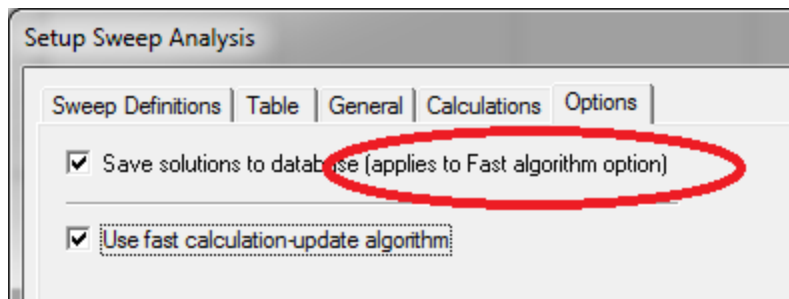 Setup Sweep Analysis
Sweep Definitions Table General Calculations Options
Save solutions to database (applies to Fast algorithm option)
Use fast calculation-update algorithm